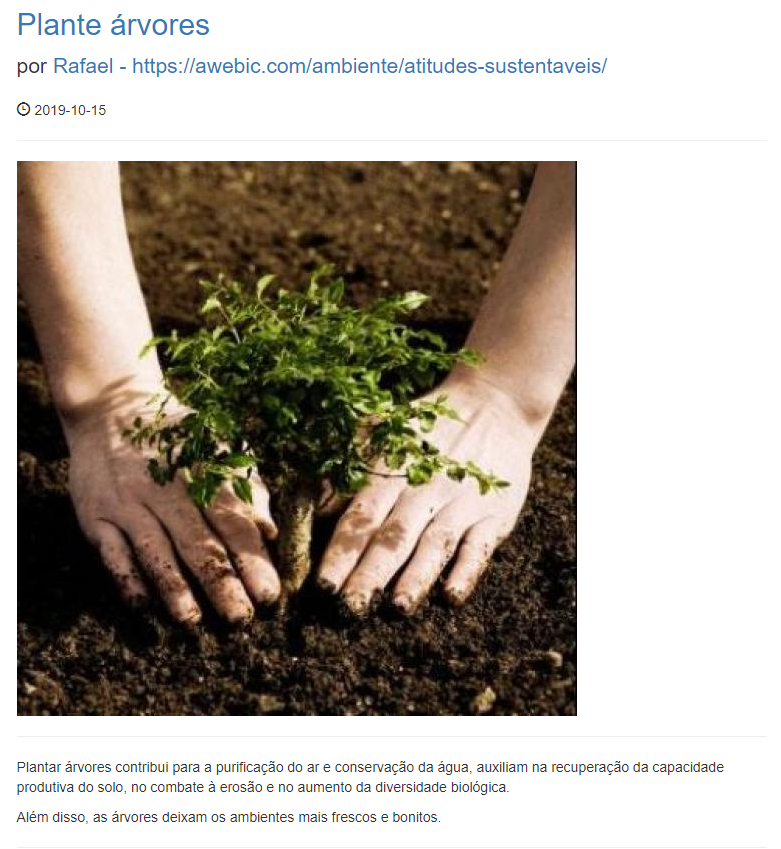 Plante árvores
por Rafael - https://awebic.com/ambiente/atitudes-sustentaveis/
2019-10-15
Plantar árvores contribui para a purificação do ar e conservação da água, auxiliam na recuperação da capacidade
produtiva do solo, no combate à erosão e no aumento da diversidade biológica.
Além disso, as árvores deixam os ambientes mais frescos e bonitos.